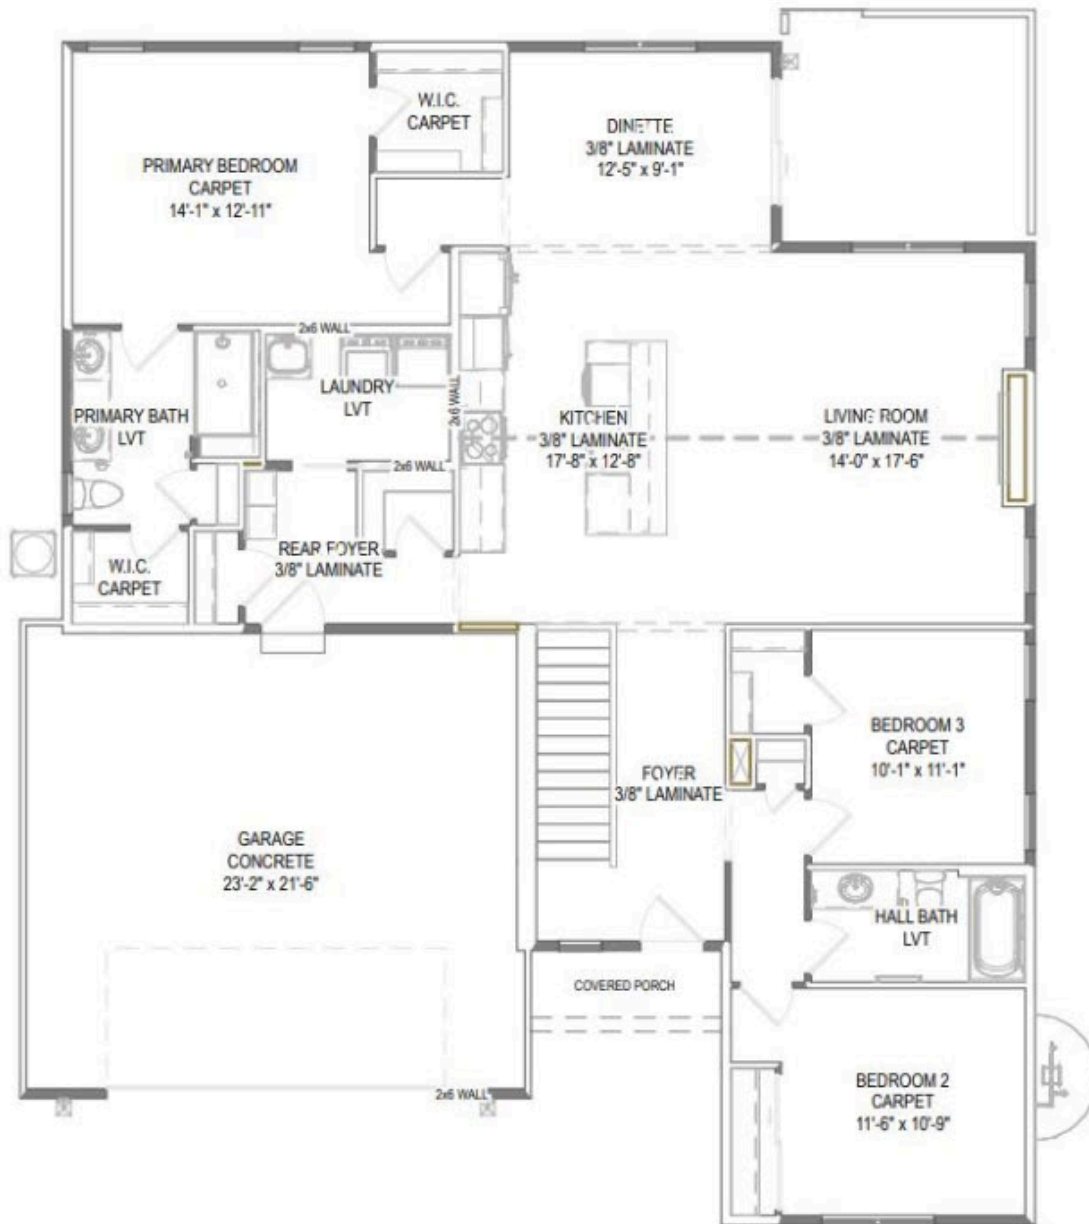 W.I.C.
CARPET
DINETTE
3/8" LAMINATE
12'-5" x 9'-1"
PRIMARY BEDROOM
CARPET
14'-1" x 12'-11"
2x6 WALL
LAUNDRY
LVT
2x6 WALL
PRIMARY BATH
LVT
KITCHEN
3/8" LAMINATE
17'-8" x 12'-8"
LIVING ROOM
3/8" LAMINATE
14'-0" x 17'-6"
2x6 WALL
REAR FOYER
3/8" LAMINATE
W.I.C.
CARPET
BEDROOM 3
CARPET
10'-1" x 11'-1"
FOYER
3/8" LAMINATE
GARAGE
CONCRETE
23'-2" x 21'-6"
HALL BATH
LVT
COVERED PORCH
2x6 WALL
BEDROOM 2
CARPET
11'-6" x 10'-9"